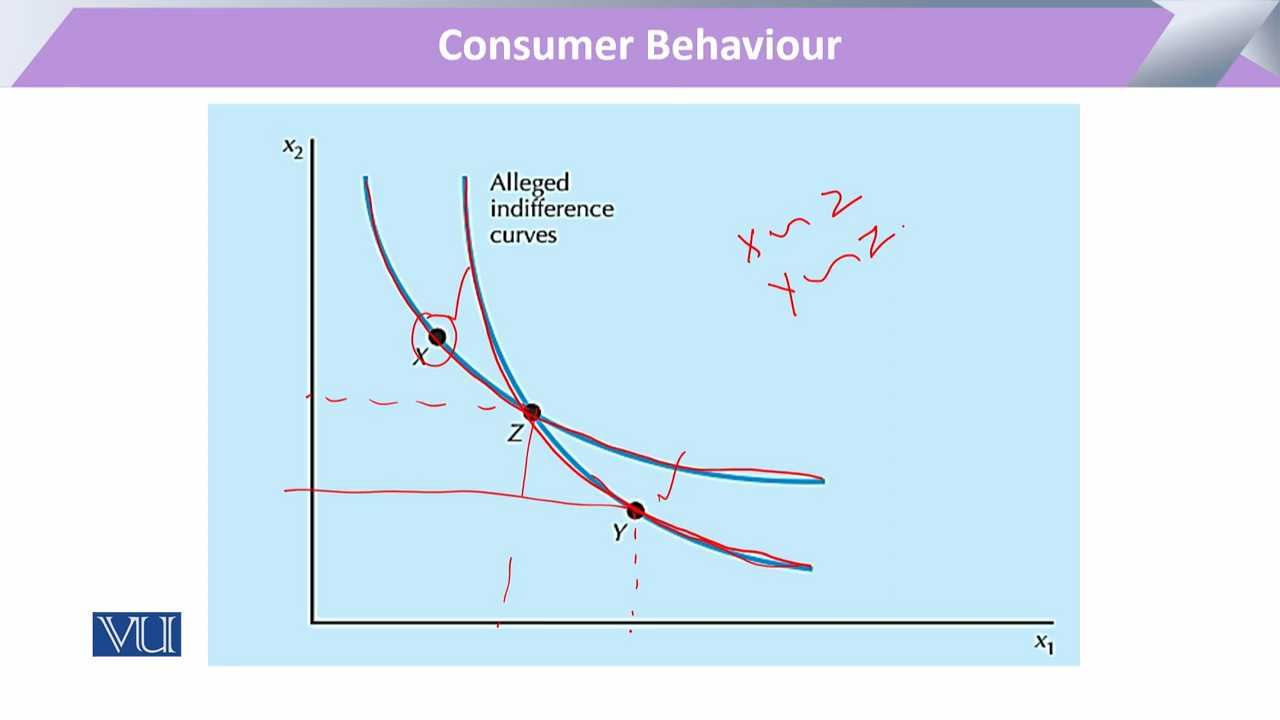 Consumer Behaviour
x₂
Alleged
indifference
curves
X ~ Z
Y ~ Z
X
Z
Y
x₁
VU